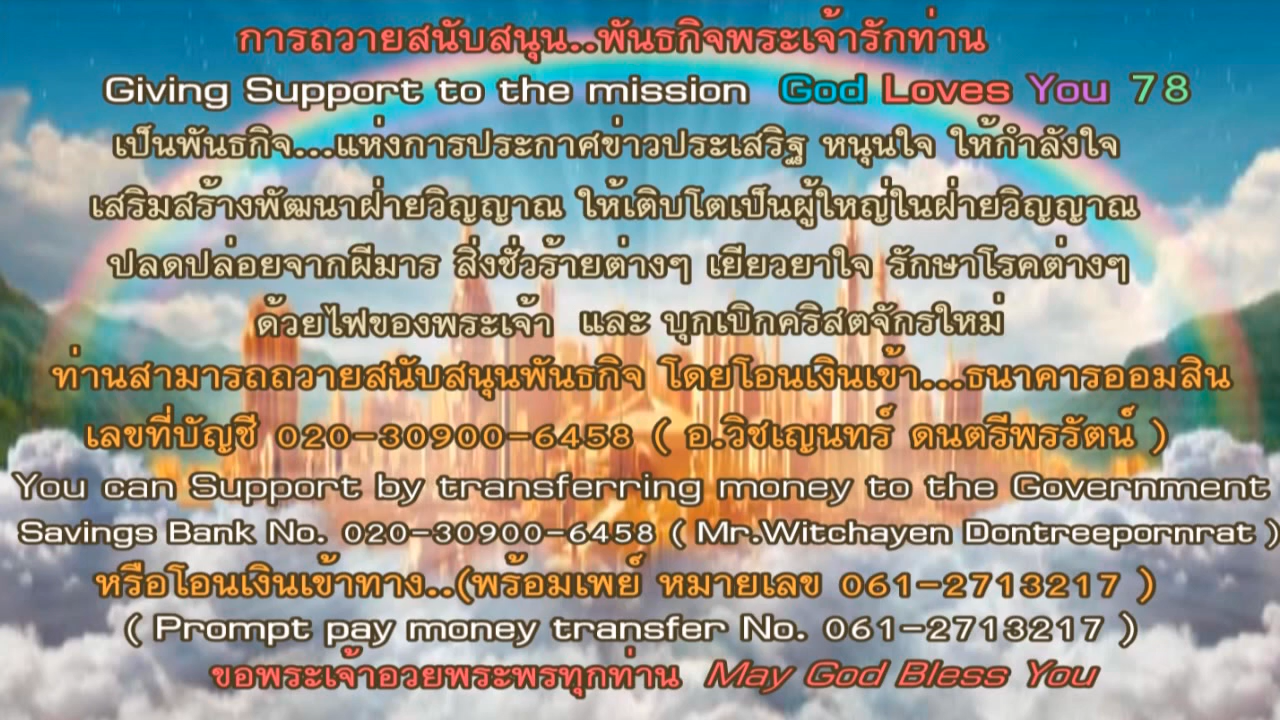 การถวายสนับสนุน..พันธกิจพระเจ้ารักท่าน
Giving Support to the mission God Loves You 78
เป็นพันธกิจ...แห่งการประกาศข่าวประเสริฐ หนุนใจ ให้กำลังใจ
เสริมสร้างพัฒนาฝ่ายวิญญาณ ให้เติบโตเป็นผู้ใหญ่ในฝ่ายวิญญาณ
ปลดปล่อยจากผีมาร สิ่งชั่วร้ายต่างๆ เยียวยาใจ รักษาโรคต่างๆ
ด้วยไฟของพระเจ้า และ บุกเบิกคริสตจักรใหม่
ท่านสามารถถวายสนับสนุนพันธกิจ โดยโอนเงินเข้า...ธนาคารออมสิน
เลขที่บัญชี 020-30900-6458 ( อ.วิชเญนทร์ ดนตรีพรรัตน์ )
You can Support by transferring money to the Government
Savings Bank No. 020-30900-6458 ( Mr.Witchayen Dontreepornrat )
หรือโอนเงินเข้าทาง..(พร้อมเพย์ หมายเลข 061-2713217 )
( Prompt pay money transfer No. 061-2713217 )
ขอพระเจ้าอวยพระพรทุกท่าน May God Bless You